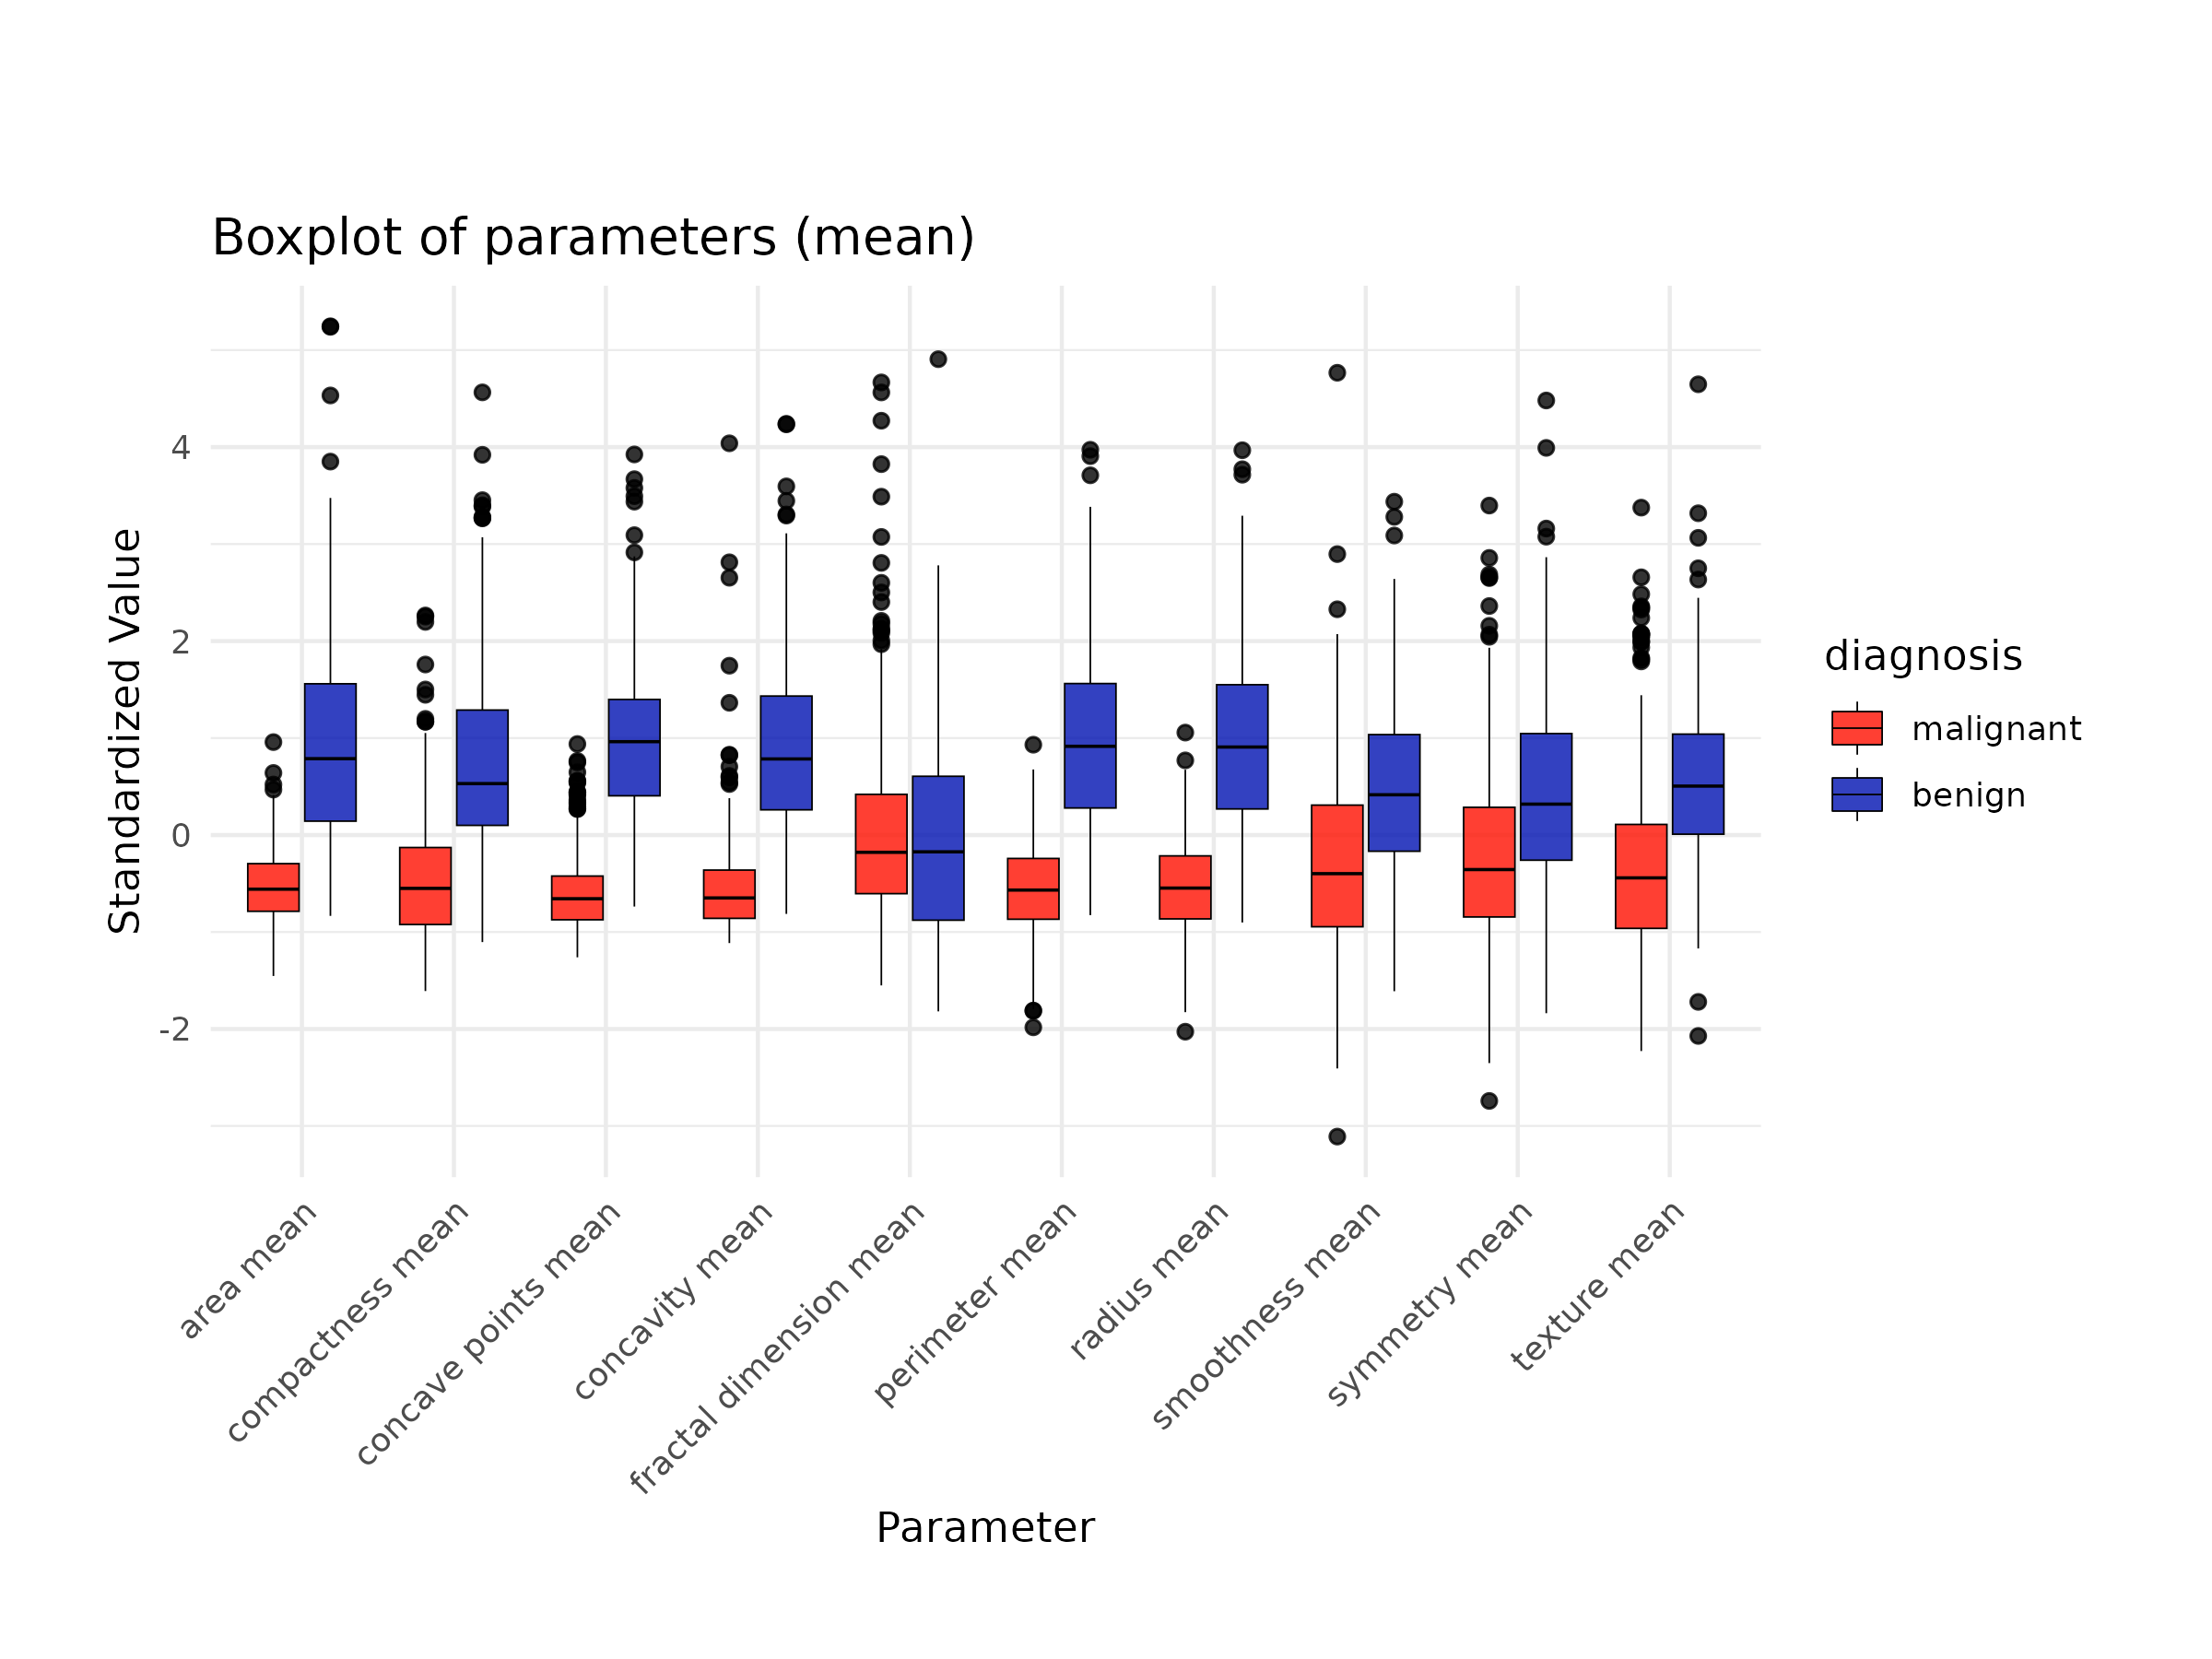 Boxplot of parameters (mean)
Standardized Value
4
2
0
-2
area mean
compactness mean
concave points mean
concavity mean
fractal dimension mean
perimeter mean
radius mean
smoothness mean
symmetry mean
texture mean
Parameter
diagnosis
malignant
benign